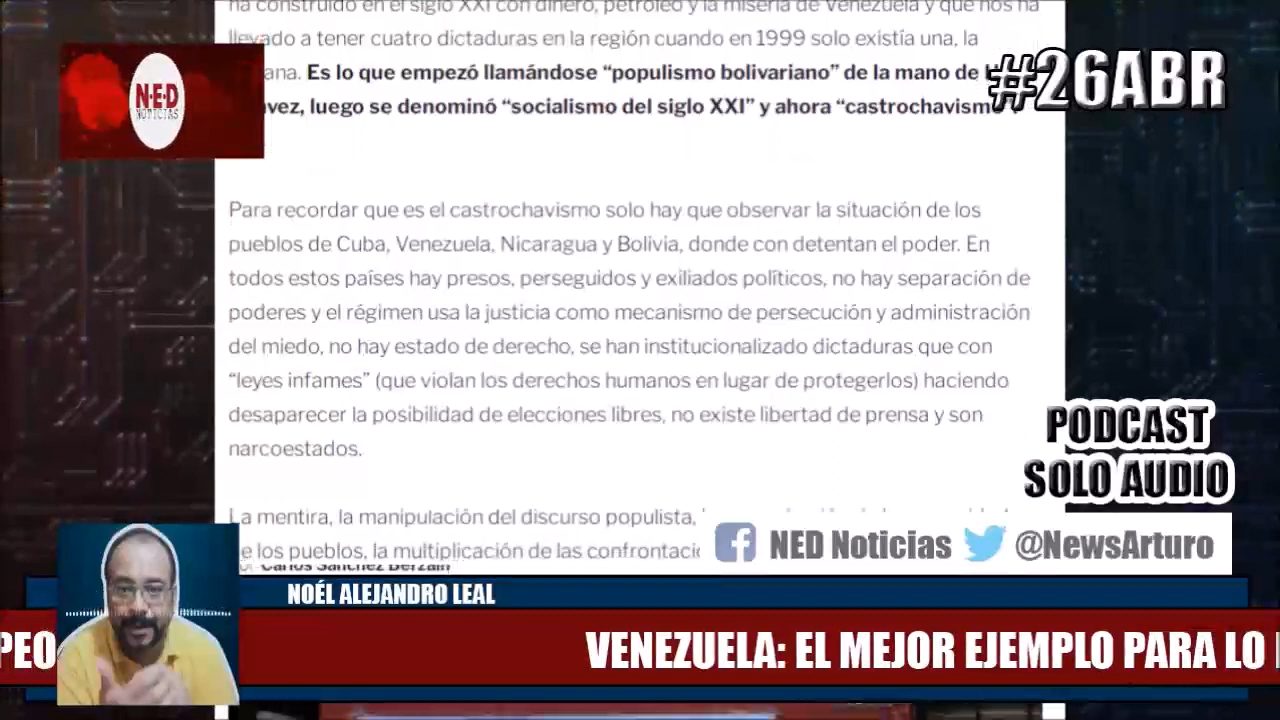 ha construido en el siglo XXI con dinero, petróleo y la miseria de Venezuela y que nos ha
llevado a tener cuatro dictaduras en la región cuando en 1999 solo existía una, la
ana. Es lo que empezó llamándose “populismo bolivariano” de la mano de
vez, luego se denominó “socialismo del siglo XXI” y ahora “castrochavismo”.
N·E·D
NOTICIAS
#26ABR
Para recordar que es el castrochavismo solo hay que observar la situación de los
pueblos de Cuba, Venezuela, Nicaragua y Bolivia, donde con detentan el poder. En
todos estos países hay presos, perseguidos y exiliados políticos, no hay separación de
poderes y el régimen usa la justicia como mecanismo de persecución y administración
del miedo, no hay estado de derecho, se han institucionalizado dictaduras que con
“leyes infames” (que violan los derechos humanos en lugar de protegerlos) haciendo
desaparecer la posibilidad de elecciones libres, no existe libertad de prensa y son
narcoestados.
PODCAST
SOLO AUDIO
La mentira, la manipulación del discurso populista,
de los pueblos, la multiplicación de las confrontaci
Carlos Sánchez Berzaín
NED Noticias @NewsArturo
NOÉL ALEJANDRO LEAL
PEO
VENEZUELA: EL MEJOR EJEMPLO PARA LO